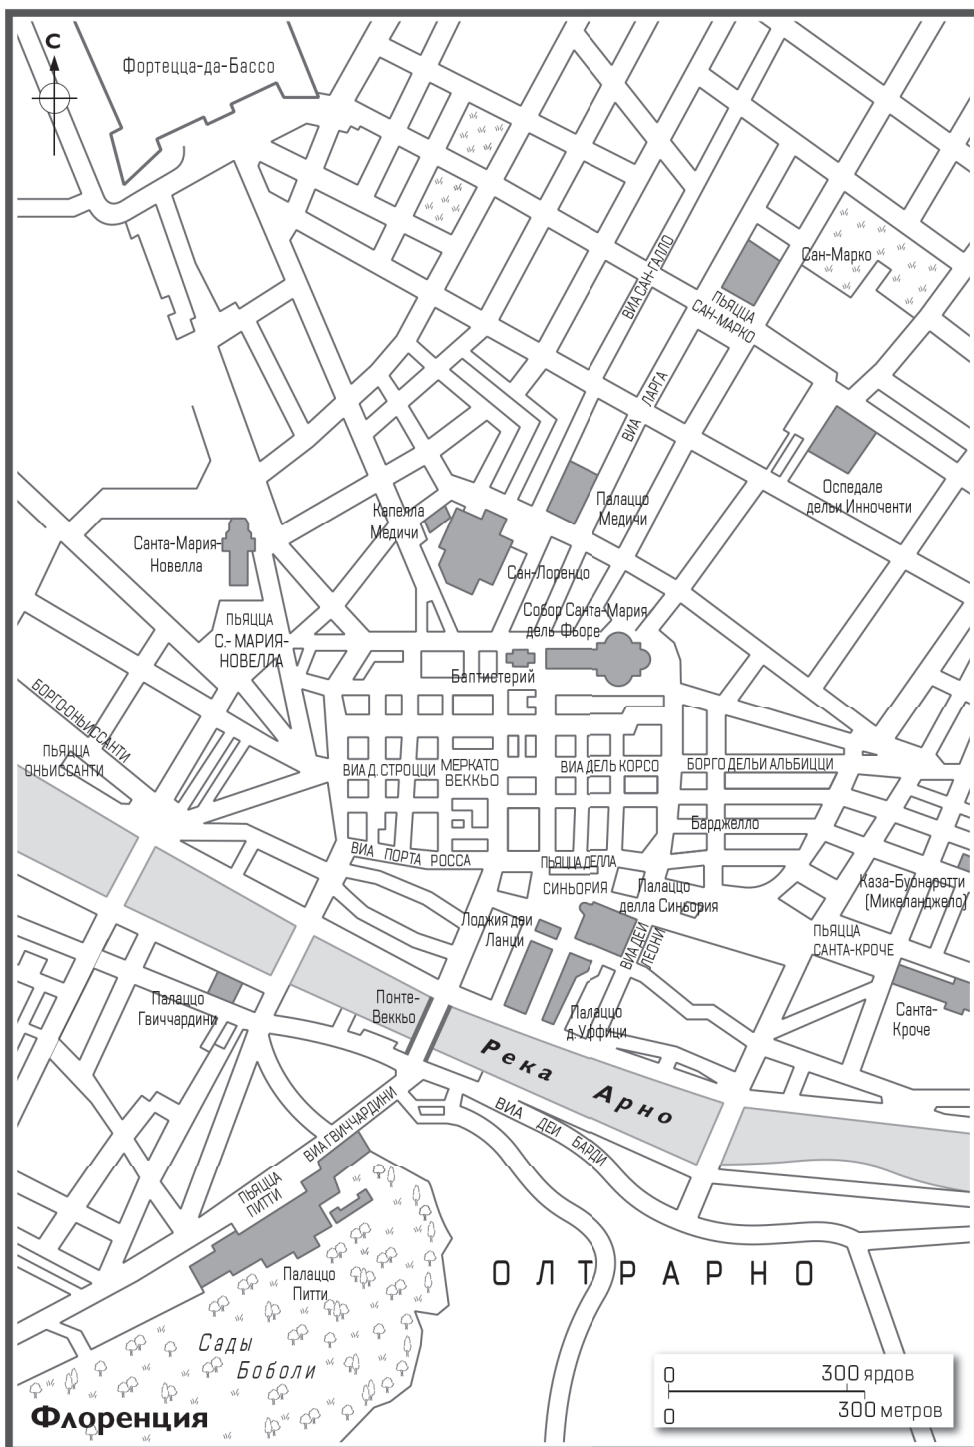 С
Фортецца-да-Бассо
Сан-Марко
ВИА САН-ГАЛЛО
ПЬЯЦЦА
САН-МАРКО
ВИА ЛАРГА
Оспедале
дельи Инноченти
Палаццо
Медичи
Капелла
Медичи
Санта-Мария-
Новелла
Сан-Лоренцо
Собор Санта-Мария
дель Фьоре
ПЬЯЦЦА
С.- МАРИЯ-
НОВЕЛЛА
Баптистерий
БОРГО-ОНЬИССАНТИ
ПЬЯЦЦА
ОНЬИССАНТИ
ВИА Д. СТРОЦЦИ
МЕРКАТО
ВЕККЬО
ВИА ДЕЛЬ КОРСО
БОРГО ДЕЛЬИ АЛЬБИЦЦИ
Барджелло
ВИА ПОРТА РОССА
ПЬЯЦЦА ДЕЛЛА
СИНЬОРИЯ
Палаццо
делла Синьория
Каза-Буонаротти
(Микеланджело)
Лоджия деи
Ланци
ВИА ДЕИ
ЛЕОНИ
ПЬЯЦЦА
САНТА-КРОЧЕ
Палаццо
Гвиччардини
Понте-
Веккьо
Палаццо
д. Уффици
Санта-
Кроче
Река Арно
ВИА ДЕИ БАРДИ
ВИА ГВИЧЧАРДИНИ
ПЬЯЦЦА
ПИТТИ
Палаццо
Питти
ОЛТРАРНО
Сады
Боболи
Флоренция
0 300 ярдов
0 300 метров